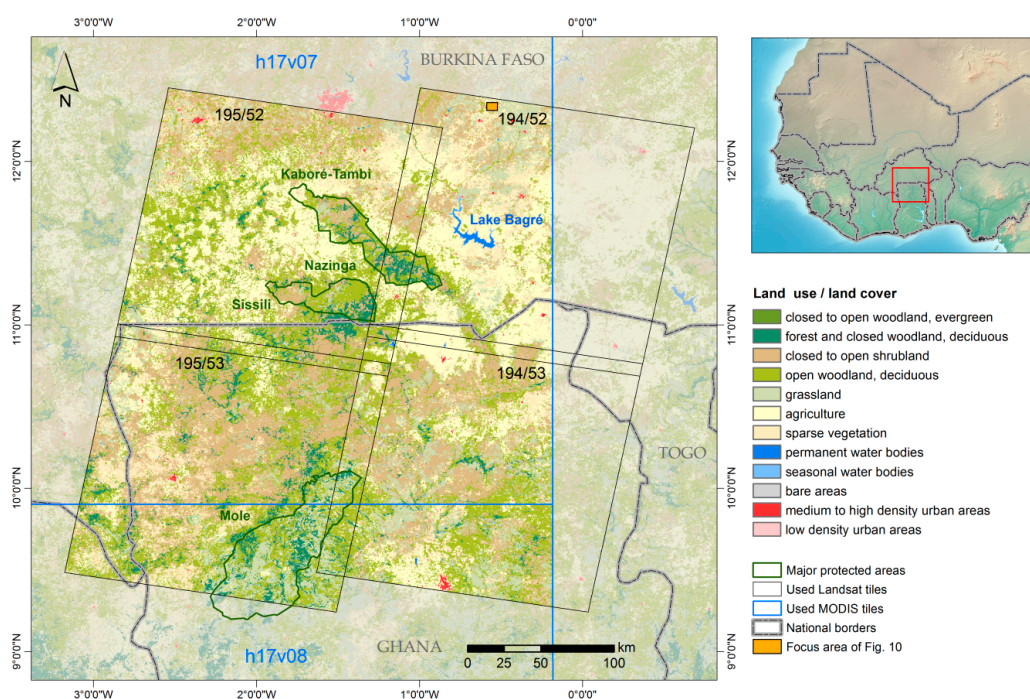 3°0'0"W 2°0'0"W 1°0'0"W 0°0'0"
h17v07
BURKINA FASO
N
195/52
194/52
12°0'0"N
12°0'0"N
Kaboré-Tambi
Lake Bagré
Nazinga
Sissili
11°0'0"N
11°0'0"N
195/53
194/53
TOGO
10°0'0"N
10°0'0"N
Mole
GHANA
km
0 25 50 100
h17v08
9°0'0"N
9°0'0"N
3°0'0"W 2°0'0"W 1°0'0"W 0°0'0"
Land use / land cover
closed to open woodland, evergreen
forest and closed woodland, deciduous
closed to open shrubland
open woodland, deciduous
grassland
agriculture
sparse vegetation
permanent water bodies
seasonal water bodies
bare areas
medium to high density urban areas
low density urban areas
Major protected areas
Used Landsat tiles
Used MODIS tiles
National borders
Focus area of Fig. 10